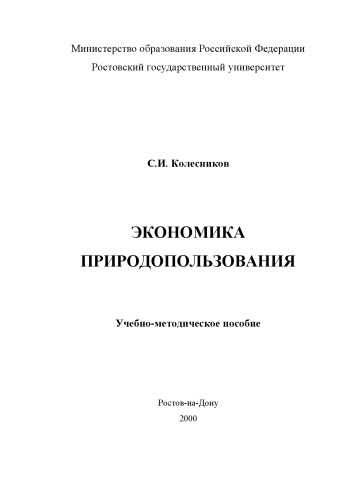 Министерство образования Российской Федерации
Ростовский государственный университет
С.И. Колесников
ЭКОНОМИКА
ПРИРОДОПОЛЬЗОВАНИЯ
Учебно-методическое пособие
Ростов-на-Дону
2000